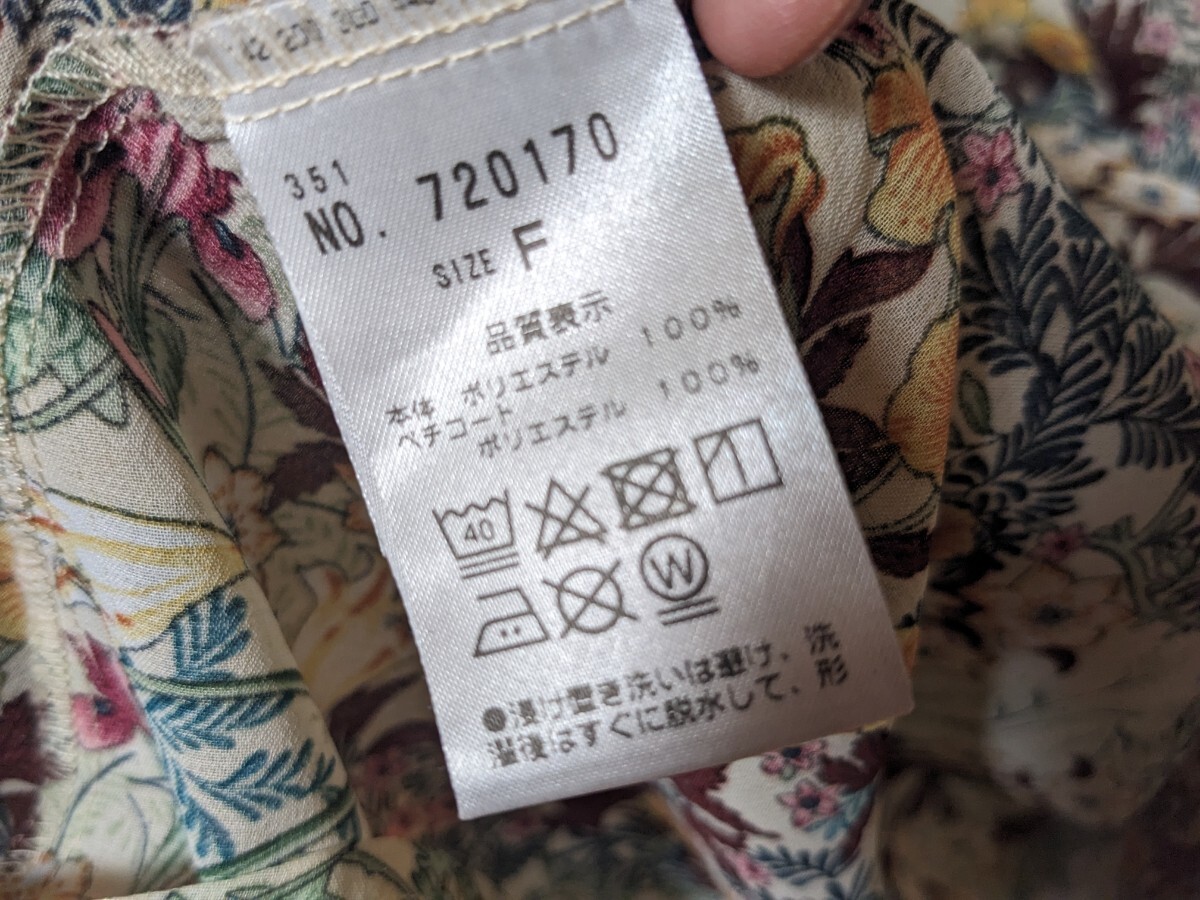 351
NO. 720170
SIZE F
品質表示
本体 ポリエステル 100%
ペチコート
ポリエステル 100%
40
W
●浸け置き洗いは避け、洗
濯後はすぐに脱水して、形